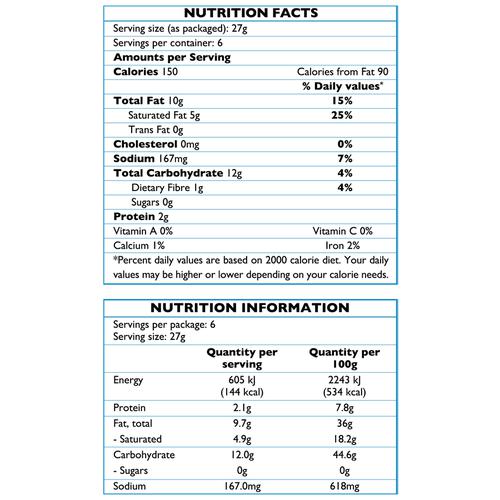 NUTRITION FACTS
Serving size (as packaged): 27g
Servings per container: 6
Amounts per Serving
Calories 150 Calories from Fat 90
% Daily values*
Total Fat 10g 15%
Saturated Fat 5g 25%
Trans Fat 0g
Cholesterol 0mg 0%
Sodium 167mg 7%
Total Carbohydrate 12g 4%
Dietary Fibre 1g 4%
Sugars 0g
Protein 2g
Vitamin A 0% Vitamin C 0%
Calcium 1% Iron 2%
*Percent daily values are based on 2000 calorie diet. Your daily
values may be higher or lower depending on your calorie needs.
NUTRITION INFORMATION
Servings per package: 6
Serving size: 27g
Quantity per Quantity per
serving 100g
Energy 605 kJ 2243 kJ
(144 kcal) (534 kcal)
Protein 2.1g 7.8g
Fat, total 9.7g 36g
- Saturated 4.9g 18.2g
Carbohydrate 12.0g 44.6g
- Sugars 0g 0g
Sodium 167.0mg 618mg